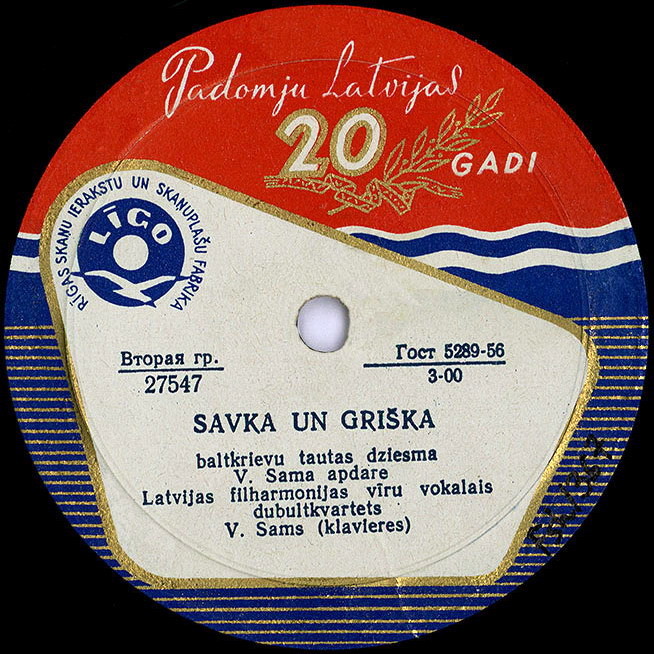 Padomju Latvijas
20 GADI
RĪGAS SKAŅU IERAKSTU UN SKAŅUPLAŠU FABRIKA
LĪGO
Вторая гр.
27547
Гост 5289-56
3-00
SAVKA UN GRIŠKA
baltkrievu tautas dziesma
V. Sama apdare
Latvijas filharmonijas vīru vokalais
dubultkvartets
V. Sams (klavieres)